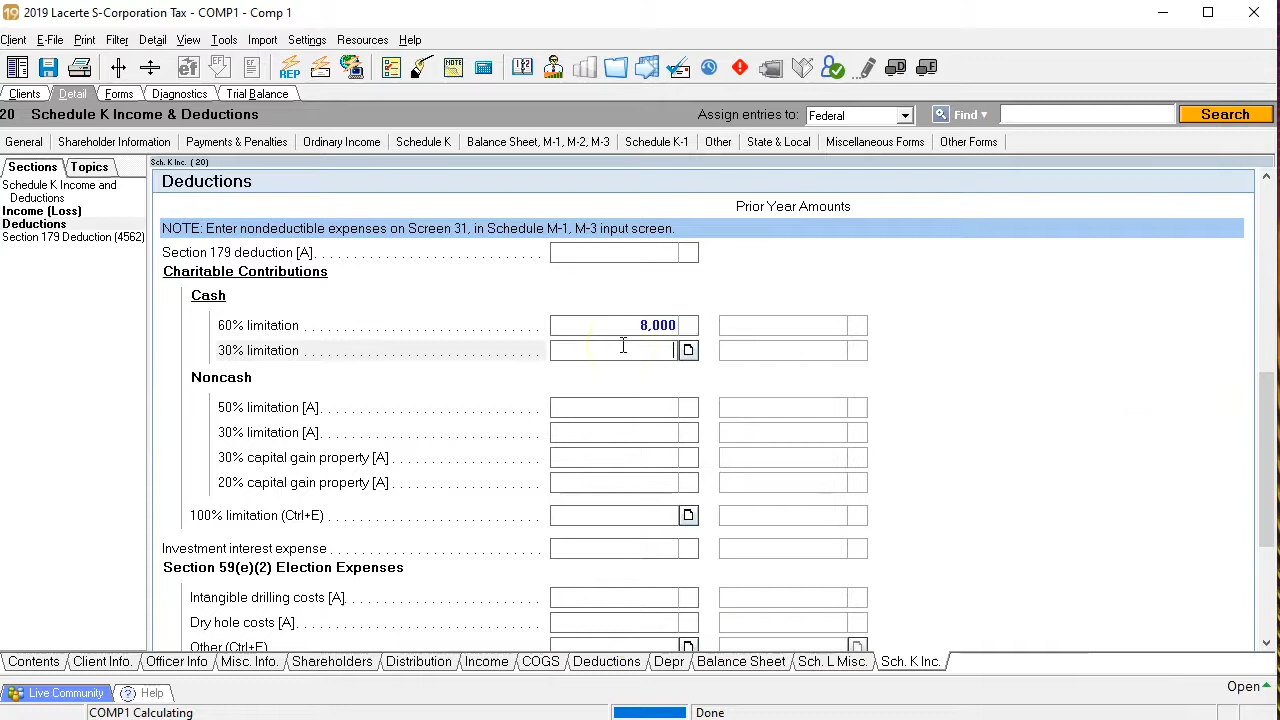 2019 Lacerte S-Corporation Tax - COMP1 - Comp 1
Client E-File Print Filter Detail View Tools Import Settings Resources Help
Clients Detail Forms Diagnostics Trial Balance
20 Schedule K Income & Deductions Assign entries to: Federal Find Search
General Shareholder Information Payments & Penalties Ordinary Income Schedule K Balance Sheet, M-1, M-2, M-3 Schedule K-1 Other State & Local Miscellaneous Forms Other Forms
Sections Topics
Schedule K Income and
Deductions
Income (Loss)
Deductions
Section 179 Deduction (4562)
Sch. K Inc. ( 20)
Deductions
Prior Year Amounts
NOTE: Enter nondeductible expenses on Screen 31, in Schedule M-1, M-3 input screen.
Section 179 deduction [A]
Charitable Contributions
Cash
60% limitation 8,000
30% limitation
Noncash
50% limitation [A]
30% limitation [A]
30% capital gain property [A]
20% capital gain property [A]
100% limitation (Ctrl+E)
Investment interest expense
Section 59(e)(2) Election Expenses
Intangible drilling costs [A]
Dry hole costs [A]
Other (Ctrl+E)
Contents Client Info. Officer Info Misc. Info. Shareholders Distribution Income COGS Deductions Depr Balance Sheet Sch. L Misc. Sch. K Inc.
Live Community ? Help Open
COMP1 Calculating Done